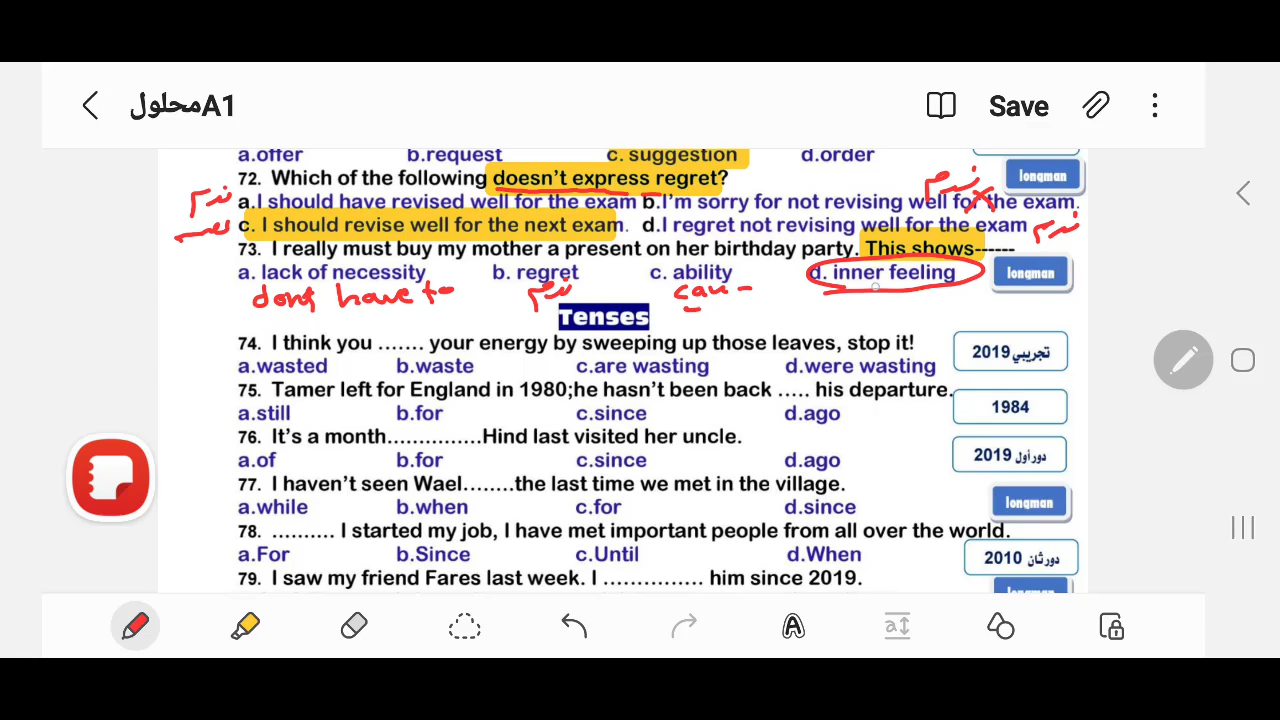 محلولA1
Save
a.offer b.request c. suggestion d.order
72. Which of the following doesn't express regret?
longman
ندم
ندم
a.I should have revised well for the exam b.I'm sorry for not revising well for the exam.
c. I should revise well for the next exam. d.I regret not revising well for the exam
ندم
73. I really must buy my mother a present on her birthday party. This shows------
a. lack of necessity b. regret c. ability d. inner feeling
longman
dont have to ندم can -
Tenses
74. I think you ....... your energy by sweeping up those leaves, stop it!
تجريبي 2019
a.wasted b.waste c.are wasting d.were wasting
75. Tamer left for England in 1980;he hasn't been back ..... his departure.
1984
a.still b.for c.since d.ago
76. It's a month..............Hind last visited her uncle.
دور أول 2019
a.of b.for c.since d.ago
77. I haven't seen Wael........the last time we met in the village.
longman
a.while b.when c.for d.since
78. .......... I started my job, I have met important people from all over the world.
a.For b.Since c.Until d.When
دور ثان 2010
79. I saw my friend Fares last week. I ............... him since 2019.
longman
A